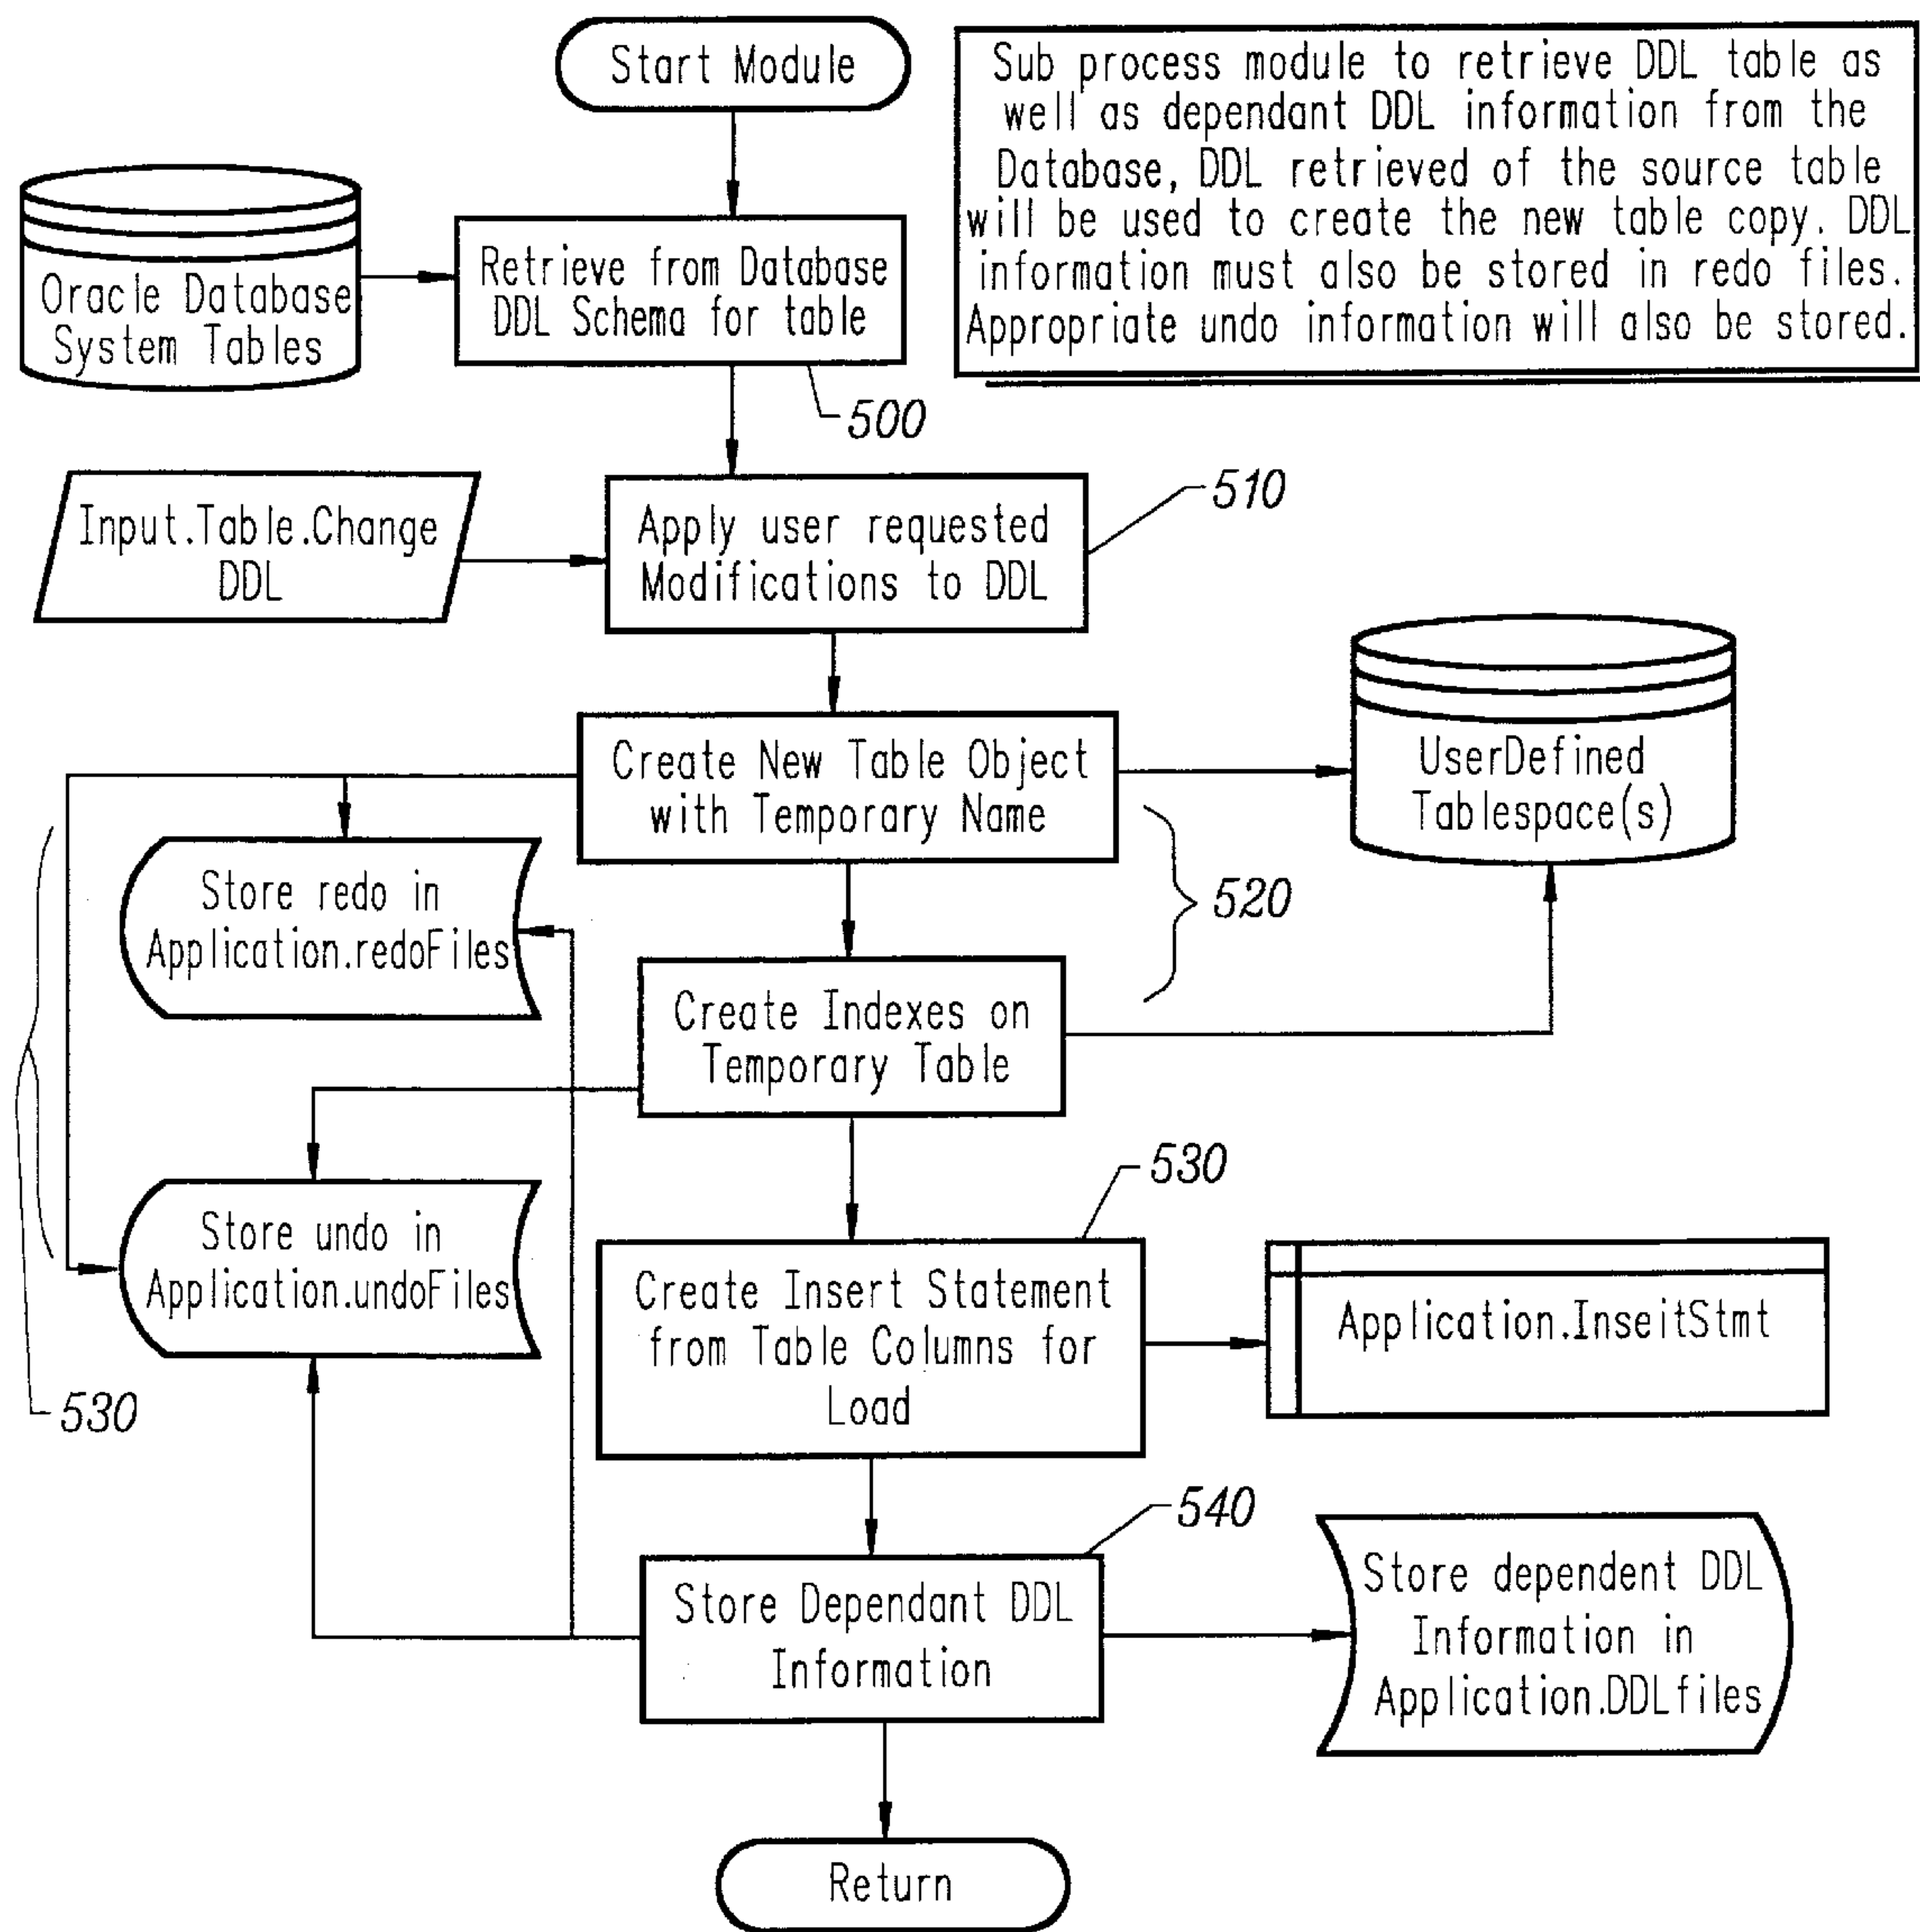 Start Module
Sub process module to retrieve DDL table as
well as dependant DDL information from the
Database, DDL retrieved of the source table
will be used to create the new table copy. DDL
information must also be stored in redo files.
Appropriate undo information will also be stored.
Oracle Database
System Tables
Retrieve from Database
DDL Schema for table
500
Input.Table.Change
DDL
Apply user requested
Modifications to DDL
510
Create New Table Object
with Temporary Name
UserDefined
Tablespace(s)
520
Store redo in
Application.redoFiles
Create Indexes on
Temporary Table
530
Store undo in
Application.undoFiles
530
Create Insert Statement
from Table Columns for
Load
Application.InseitStmt
540
Store Dependant DDL
Information
Store dependent DDL
Information in
Application.DDLfiles
Return